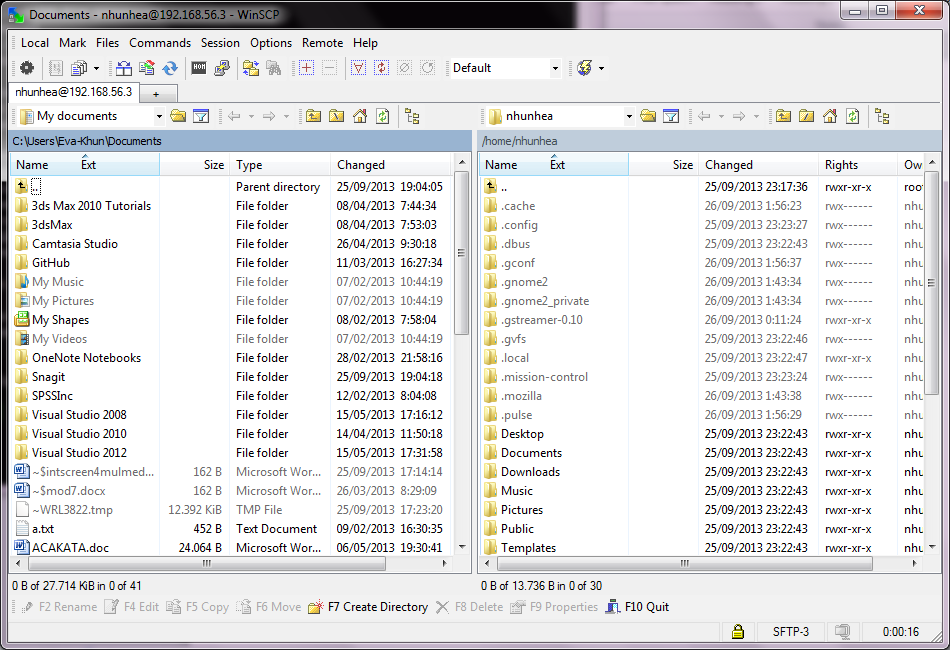 Documents - nhunhea@192.168.56.3 - WinSCP
Local Mark Files Commands Session Options Remote Help
Default
nhunhea@192.168.56.3 +
My documents
nhunhea
C:\Users\Eva-Khun\Documents
/home/nhunhea
Name Ext Size Type Changed
.. Parent directory 25/09/2013 19:04:05
3ds Max 2010 Tutorials File folder 08/04/2013 7:44:34
3dsMax File folder 08/04/2013 7:53:03
Camtasia Studio File folder 26/04/2013 9:30:18
GitHub File folder 11/03/2013 16:27:34
My Music File folder 07/02/2013 10:44:19
My Pictures File folder 07/02/2013 10:44:19
My Shapes File folder 08/02/2013 7:58:04
My Videos File folder 07/02/2013 10:44:19
OneNote Notebooks File folder 28/02/2013 21:58:16
Snagit File folder 25/09/2013 19:04:18
SPSSInc File folder 12/02/2013 8:04:08
Visual Studio 2008 File folder 15/05/2013 17:16:12
Visual Studio 2010 File folder 14/04/2013 11:50:18
Visual Studio 2012 File folder 15/05/2013 17:31:58
~$intscreen4mulmed... 162 B Microsoft Wor... 25/09/2013 17:14:14
~$mod7.docx 162 B Microsoft Wor... 26/03/2013 8:29:09
~WRL3822.tmp 12.392 KiB TMP File 25/09/2013 17:23:20
a.txt 452 B Text Document 09/02/2013 16:30:35
ACAKATA.doc 24.064 B Microsoft Wor... 06/05/2013 19:30:41
Name Ext Size Changed Rights Ow
.. 25/09/2013 23:17:36 rwxr-xr-x roo
.cache 26/09/2013 1:56:23 rwx------ nhu
.config 25/09/2013 23:23:27 rwx------ nhu
.dbus 25/09/2013 23:22:43 rwx------ nhu
.gconf 26/09/2013 1:56:37 rwx------ nhu
.gnome2 26/09/2013 1:43:34 rwx------ nhu
.gnome2_private 26/09/2013 1:43:34 rwx------ nhu
.gstreamer-0.10 26/09/2013 0:11:24 rwx------ nhu
.gvfs 25/09/2013 23:22:46 rwx------ nhu
.local 25/09/2013 23:22:47 rwx------ nhu
.mission-control 25/09/2013 23:23:24 rwx------ nhu
.mozilla 26/09/2013 1:43:38 rwx------ nhu
.pulse 26/09/2013 1:56:29 rwx------ nhu
Desktop 25/09/2013 23:22:43 rwxr-xr-x nhu
Documents 25/09/2013 23:22:43 rwxr-xr-x nhu
Downloads 25/09/2013 23:22:43 rwxr-xr-x nhu
Music 25/09/2013 23:22:43 rwxr-xr-x nhu
Pictures 25/09/2013 23:22:43 rwxr-xr-x nhu
Public 25/09/2013 23:22:43 rwxr-xr-x nhu
Templates 25/09/2013 23:22:43 rwxr-xr-x nhu
0 B of 27.714 KiB in 0 of 41
0 B of 13.736 B in 0 of 30
F2 Rename F4 Edit F5 Copy F6 Move F7 Create Directory F8 Delete F9 Properties F10 Quit
SFTP-3 0:00:16